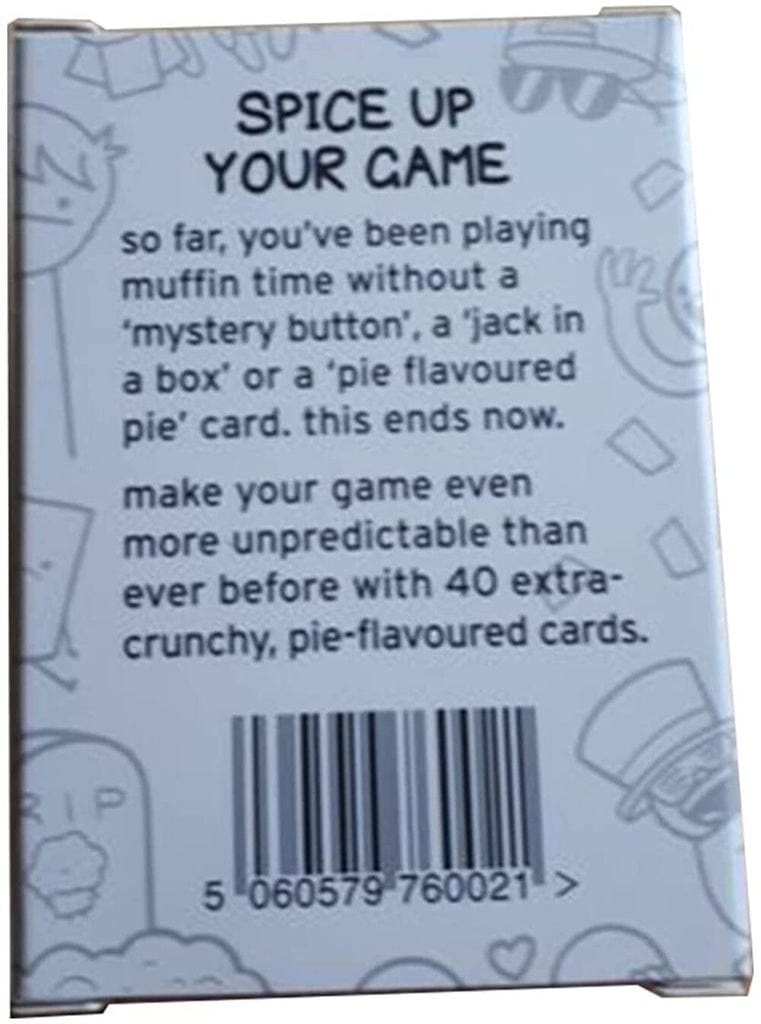 SPICE UP
YOUR GAME
so far, you've been playing
muffin time without a
'mystery button', a 'jack in
a box' or a 'pie flavoured
pie' card. this ends now.
make your game even
more unpredictable than
ever before with 40 extra-
crunchy, pie-flavoured cards.
RIP
5 060579 760021 >